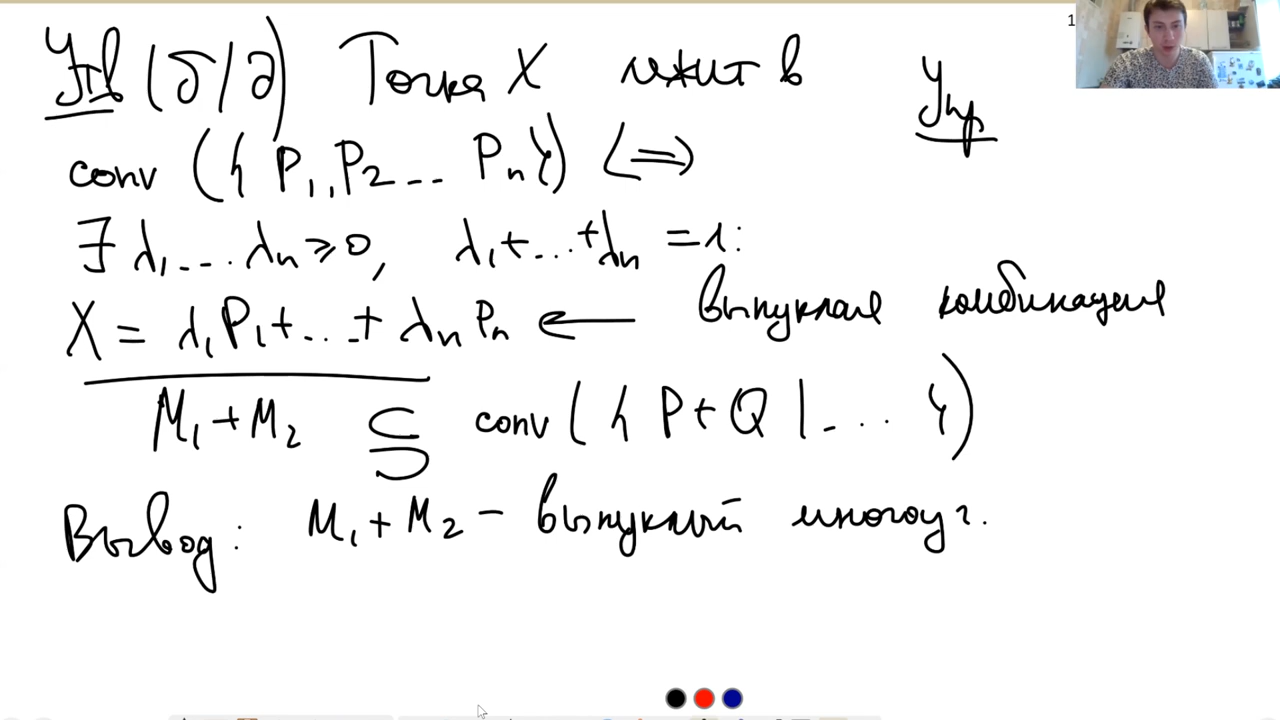 Утв (б/д) Точка X лежит в
Упр
conv ({ P₁, P₂ ... Pₙ }) ⟺
∃ λ₁ ... λₙ ⩾ 0, λ₁ + ... + λₙ = 1 :
X = λ₁P₁ + ... + λₙPₙ ← выпуклая комбинация
M₁ + M₂ ⊆ ⊃ conv ( { P + Q | ... } )
Вывод : M₁ + M₂ – выпуклый многоуг.
1